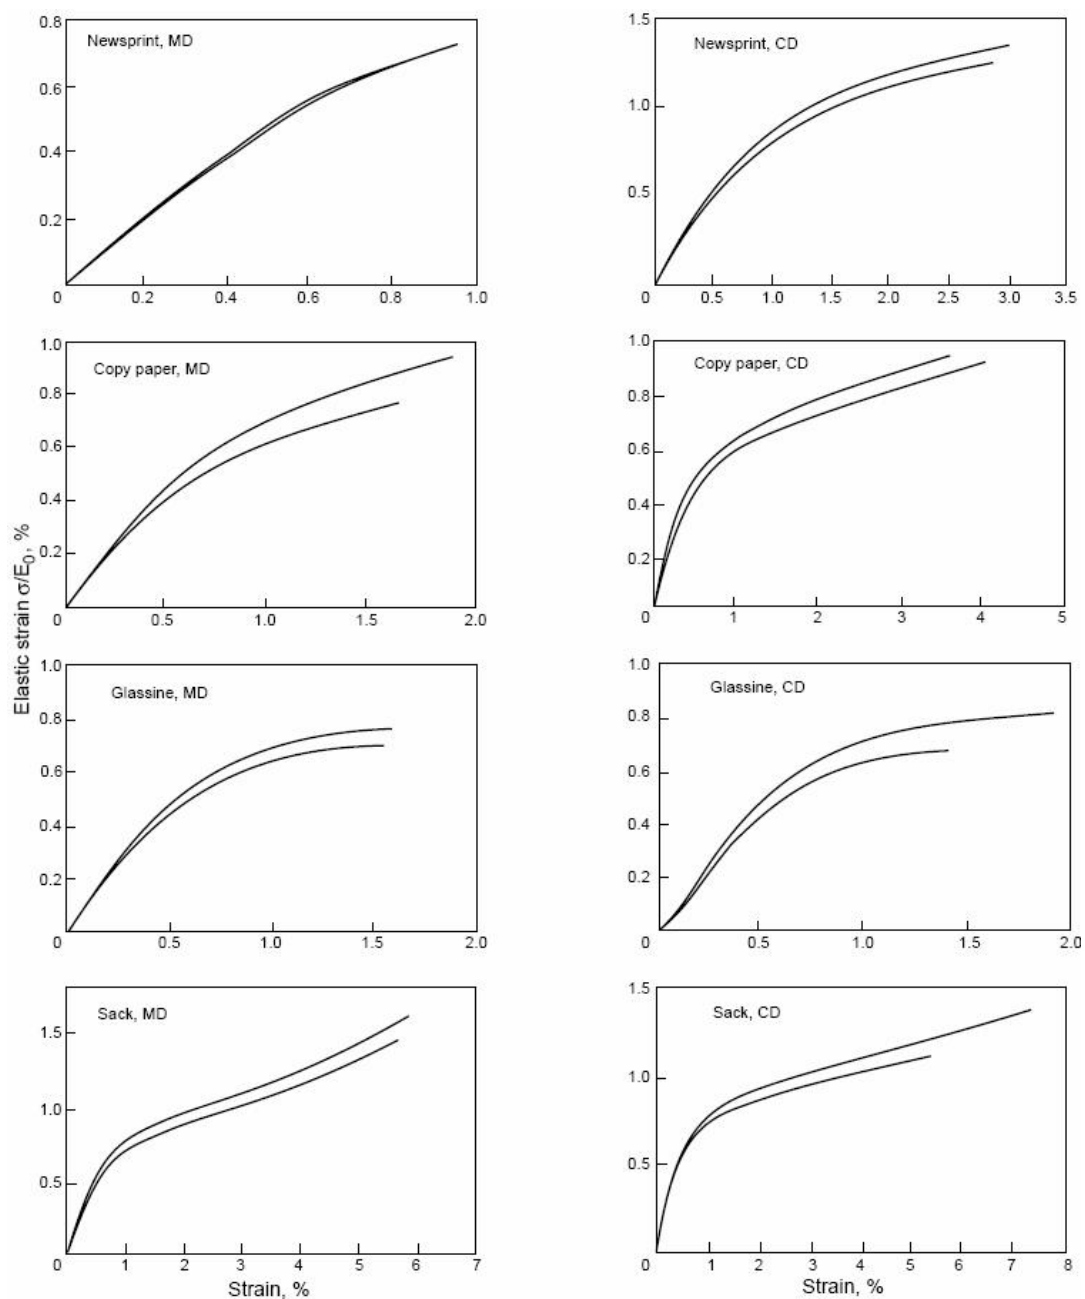 0.8
Newsprint, MD
0.6
0.4
0.2
0 0.2 0.4 0.6 0.8 1.0
1.5
Newsprint, CD
1.0
0.5
0 0.5 1.0 1.5 2.0 2.5 3.0 3.5
1.0
Copy paper, MD
0.8
0.6
0.4
0.2
0 0.5 1.0 1.5 2.0
1.0
Copy paper, CD
0.8
0.6
0.4
0.2
0 1 2 3 4 5
Elastic strain σ/E₀, %
1.0
Glassine, MD
0.8
0.6
0.4
0.2
0 0.5 1.0 1.5 2.0
1.0
Glassine, CD
0.8
0.6
0.4
0.2
0 0.5 1.0 1.5 2.0
Sack, MD
1.5
1.0
0.5
0 1 2 3 4 5 6 7
Strain, %
1.5
Sack, CD
1.0
0.5
0 1 2 3 4 5 6 7 8
Strain, %